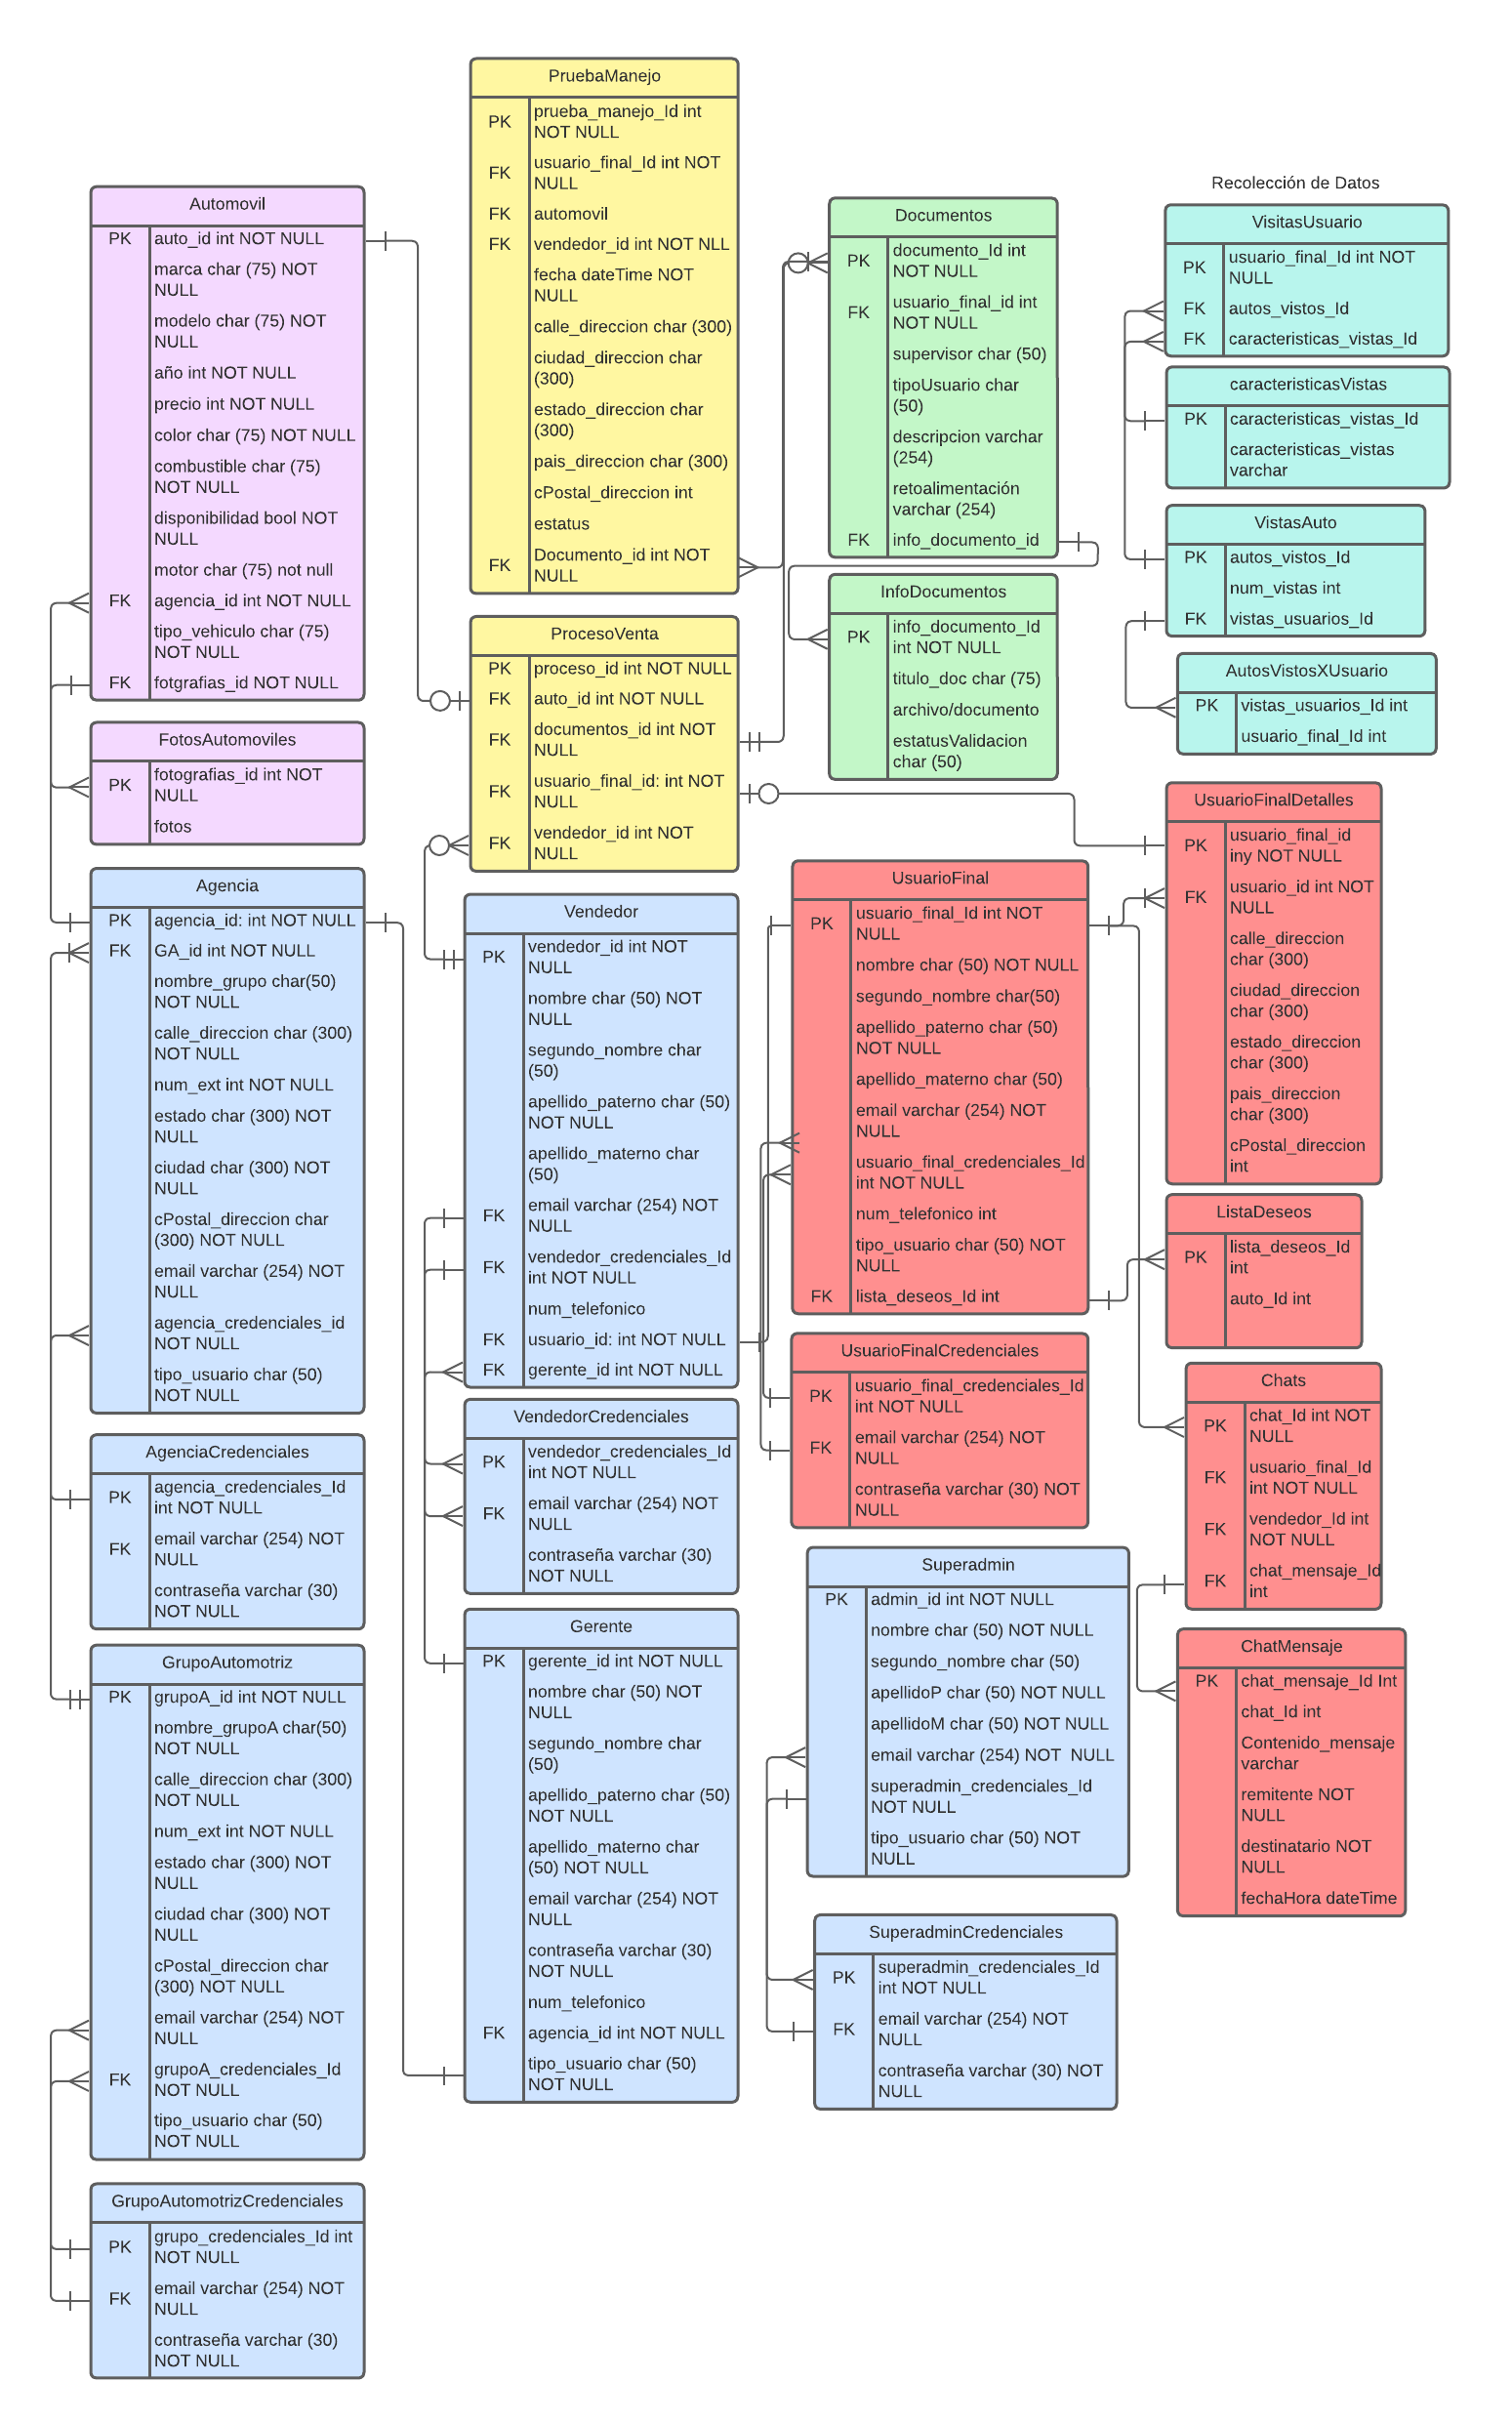 PruebaManejo
PK
prueba_manejo_Id int
NOT NULL
FK
usuario_final_Id int NOT
NULL
FK
automovil
FK
vendedor_id int NOT NLL
fecha dateTime NOT
NULL
calle_direccion char (300)
ciudad_direccion char
(300)
estado_direccion char
(300)
pais_direccion char (300)
cPostal_direccion int
estatus
FK
Documento_id int NOT
NULL
Automovil
PK
auto_id int NOT NULL
marca char (75) NOT
NULL
modelo char (75) NOT
NULL
año int NOT NULL
precio int NOT NULL
color char (75) NOT NULL
combustible char (75)
NOT NULL
disponibilidad bool NOT
NULL
motor char (75) not null
FK
agencia_id int NOT NULL
tipo_vehiculo char (75)
NOT NULL
FK
fotgrafias_id NOT NULL
FotosAutomoviles
PK
fotografias_id int NOT
NULL
fotos
Agencia
PK
agencia_id: int NOT NULL
FK
GA_id int NOT NULL
nombre_grupo char(50)
NOT NULL
calle_direccion char (300)
NOT NULL
num_ext int NOT NULL
estado char (300) NOT
NULL
ciudad char (300) NOT
NULL
cPostal_direccion char
(300) NOT NULL
email varchar (254) NOT
NULL
agencia_credenciales_id
NOT NULL
tipo_usuario char (50)
NOT NULL
AgenciaCredenciales
PK
agencia_credenciales_Id
int NOT NULL
FK
email varchar (254) NOT
NULL
contraseña varchar (30)
NOT NULL
GrupoAutomotriz
PK
grupoA_id int NOT NULL
nombre_grupoA char(50)
NOT NULL
calle_direccion char (300)
NOT NULL
num_ext int NOT NULL
estado char (300) NOT
NULL
ciudad char (300) NOT
NULL
cPostal_direccion char
(300) NOT NULL
email varchar (254) NOT
NULL
FK
grupoA_credenciales_Id
NOT NULL
tipo_usuario char (50)
NOT NULL
GrupoAutomotrizCredenciales
PK
grupo_credenciales_Id int
NOT NULL
FK
email varchar (254) NOT
NULL
contraseña varchar (30)
NOT NULL
ProcesoVenta
PK
proceso_id int NOT NULL
FK
auto_id int NOT NULL
FK
documentos_id int NOT
NULL
FK
usuario_final_id: int NOT
NULL
FK
vendedor_id int NOT
NULL
Vendedor
PK
vendedor_id int NOT
NULL
nombre char (50) NOT
NULL
segundo_nombre char
(50)
apellido_paterno char (50)
NOT NULL
apellido_materno char
(50)
FK
email varchar (254) NOT
NULL
FK
vendedor_credenciales_Id
int NOT NULL
num_telefonico
FK
usuario_id: int NOT NULL
FK
gerente_id int NOT NULL
VendedorCredenciales
PK
vendedor_credenciales_Id
int NOT NULL
FK
email varchar (254) NOT
NULL
contraseña varchar (30)
NOT NULL
Gerente
PK
gerente_id int NOT NULL
nombre char (50) NOT
NULL
segundo_nombre char
(50)
apellido_paterno char (50)
NOT NULL
apellido_materno char
(50) NOT NULL
email varchar (254) NOT
NULL
contraseña varchar (30)
NOT NULL
num_telefonico
FK
agencia_id int NOT NULL
tipo_usuario char (50)
NOT NULL
Documentos
PK
documento_Id int
NOT NULL
FK
usuario_final_id int
NOT NULL
supervisor char (50)
tipoUsuario char
(50)
descripcion varchar
(254)
retoalimentación
varchar (254)
FK
info_documento_id
InfoDocumentos
PK
info_documento_Id
int NOT NULL
titulo_doc char (75)
archivo/documento
estatusValidacion
char (50)
UsuarioFinal
PK
usuario_final_Id int NOT
NULL
nombre char (50) NOT NULL
segundo_nombre char(50)
apellido_paterno char (50)
NOT NULL
apellido_materno char (50)
email varchar (254) NOT
NULL
usuario_final_credenciales_Id
int NOT NULL
num_telefonico int
tipo_usuario char (50) NOT
NULL
FK
lista_deseos_Id int
UsuarioFinalCredenciales
PK
usuario_final_credenciales_Id
int NOT NULL
FK
email varchar (254) NOT
NULL
contraseña varchar (30) NOT
NULL
Superadmin
PK
admin_id int NOT NULL
nombre char (50) NOT NULL
segundo_nombre char (50)
apellidoP char (50) NOT NULL
apellidoM char (50) NOT NULL
email varchar (254) NOT  NULL
superadmin_credenciales_Id
NOT NULL
tipo_usuario char (50) NOT
NULL
SuperadminCredenciales
PK
superadmin_credenciales_Id
int NOT NULL
FK
email varchar (254) NOT
NULL
contraseña varchar (30) NOT
NULL
Recolección de Datos
VisitasUsuario
PK
usuario_final_Id int NOT
NULL
FK
autos_vistos_Id
FK
caracteristicas_vistas_Id
caracteristicasVistas
PK
caracteristicas_vistas_Id
caracteristicas_vistas
varchar
VistasAuto
PK
autos_vistos_Id
num_vistas int
FK
vistas_usuarios_Id
AutosVistosXUsuario
PK
vistas_usuarios_Id int
usuario_final_Id int
UsuarioFinalDetalles
PK
usuario_final_id
iny NOT NULL
FK
usuario_id int NOT
NULL
calle_direccion
char (300)
ciudad_direccion
char (300)
estado_direccion
char (300)
pais_direccion
char (300)
cPostal_direccion
int
ListaDeseos
PK
lista_deseos_Id
int
auto_Id int
Chats
PK
chat_Id int NOT
NULL
FK
usuario_final_Id
int NOT NULL
FK
vendedor_Id int
NOT NULL
FK
chat_mensaje_Id
int
ChatMensaje
PK
chat_mensaje_Id Int
chat_Id int
Contenido_mensaje
varchar
remitente NOT
NULL
destinatario NOT
NULL
fechaHora dateTime